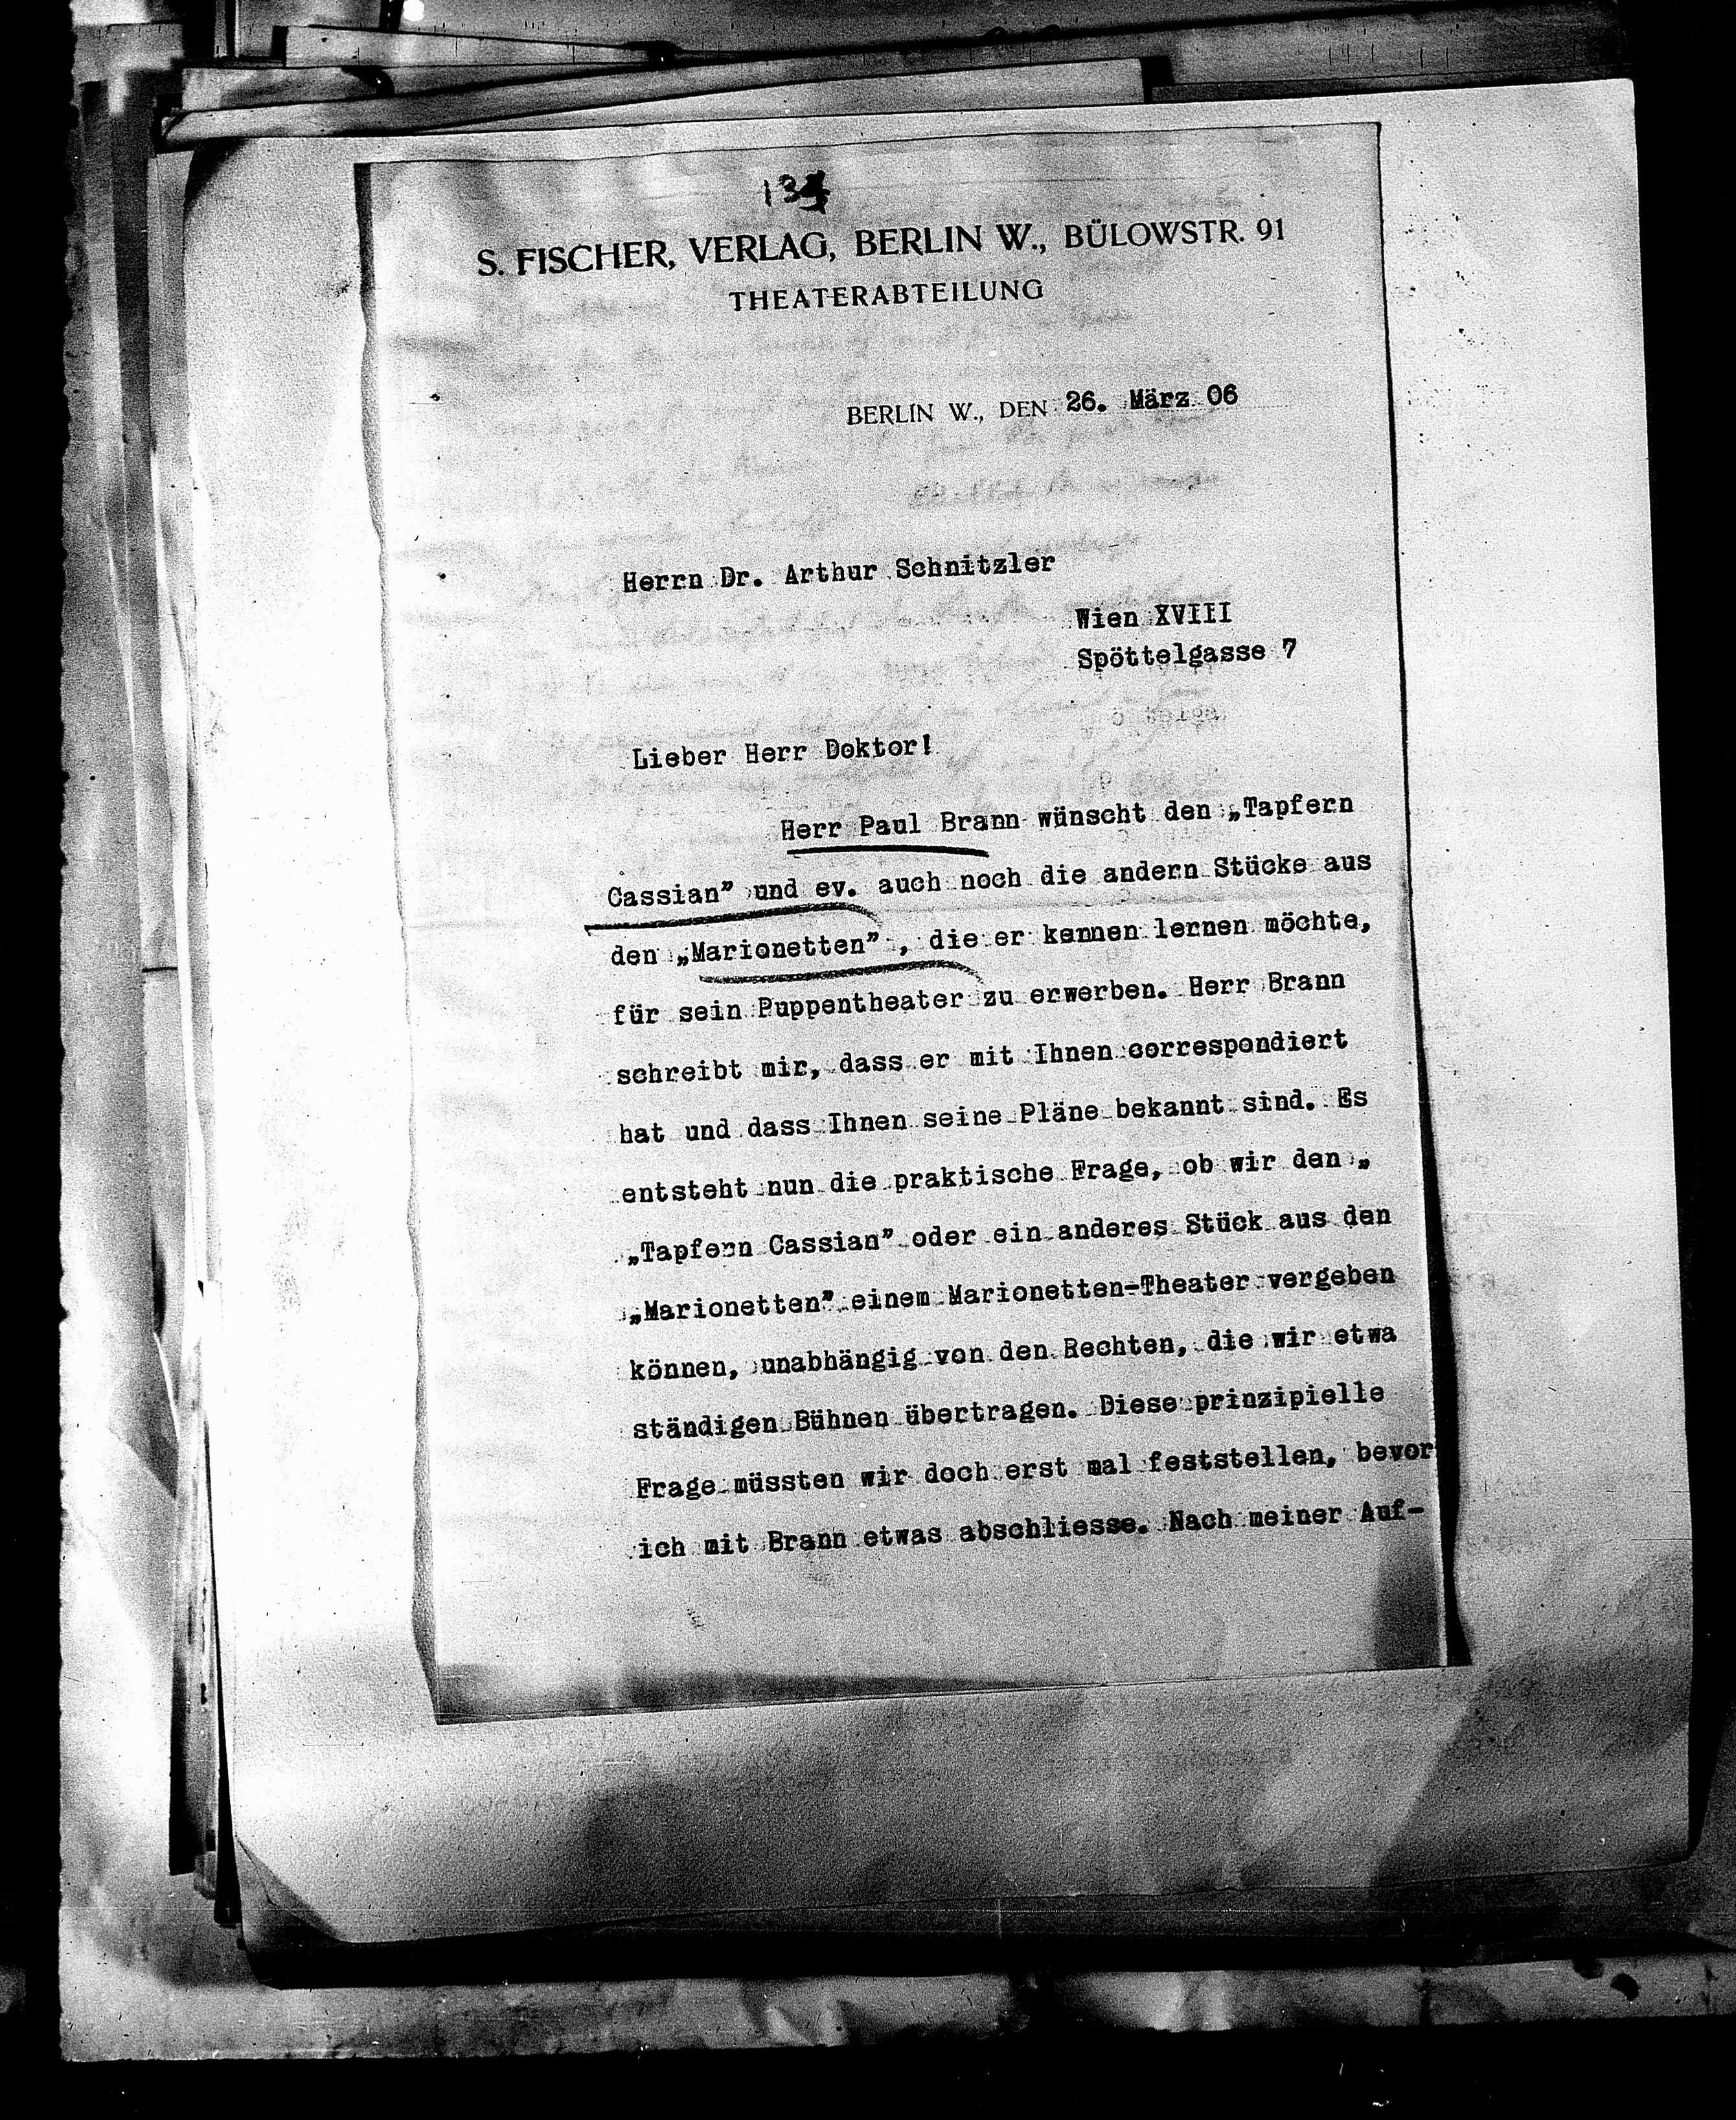 S. FISCHER, VERLAG, BERLIN W., BÜLOWSTR. 91
THEATERABTEILUNG
BERLIN W., DEN 26. März 06
Herrn Dr. Arthur Schnitzler
Wien XVIII
Spöttelgasse 7
Lieber Herr Doktor!
Herr Paul Brann wünscht den „Tapfern
Cassian” und ev. auch noch die andern Stücke aus
den „Marionetten”, die er kennen lernen möchte,
für sein Puppentheater zu erwerben. Herr Brann
schreibt mir, dass er mit Ihnen correspondiert
hat und dass Ihnen seine Pläne bekannt sind. Es
entsteht nun die praktische Frage, ob wir den „
„Tapfern Cassian” oder ein anderes Stück aus den
„Marionetten” einem Marionetten-Theater vergeben
können, unabhängig von den Rechten, die wir etwa
ständigen Bühnen übertragen. Diese prinzipielle
Frage müssten wir doch erst mal feststellen, bevor
ich mit Brann etwas abschliesse. Nach meiner Auf-